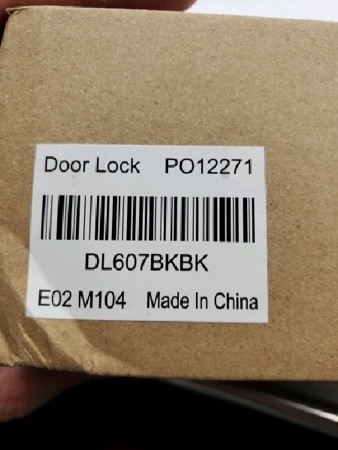 Door Lock PO12271
DL607BKBK
E02 M104 Made In China